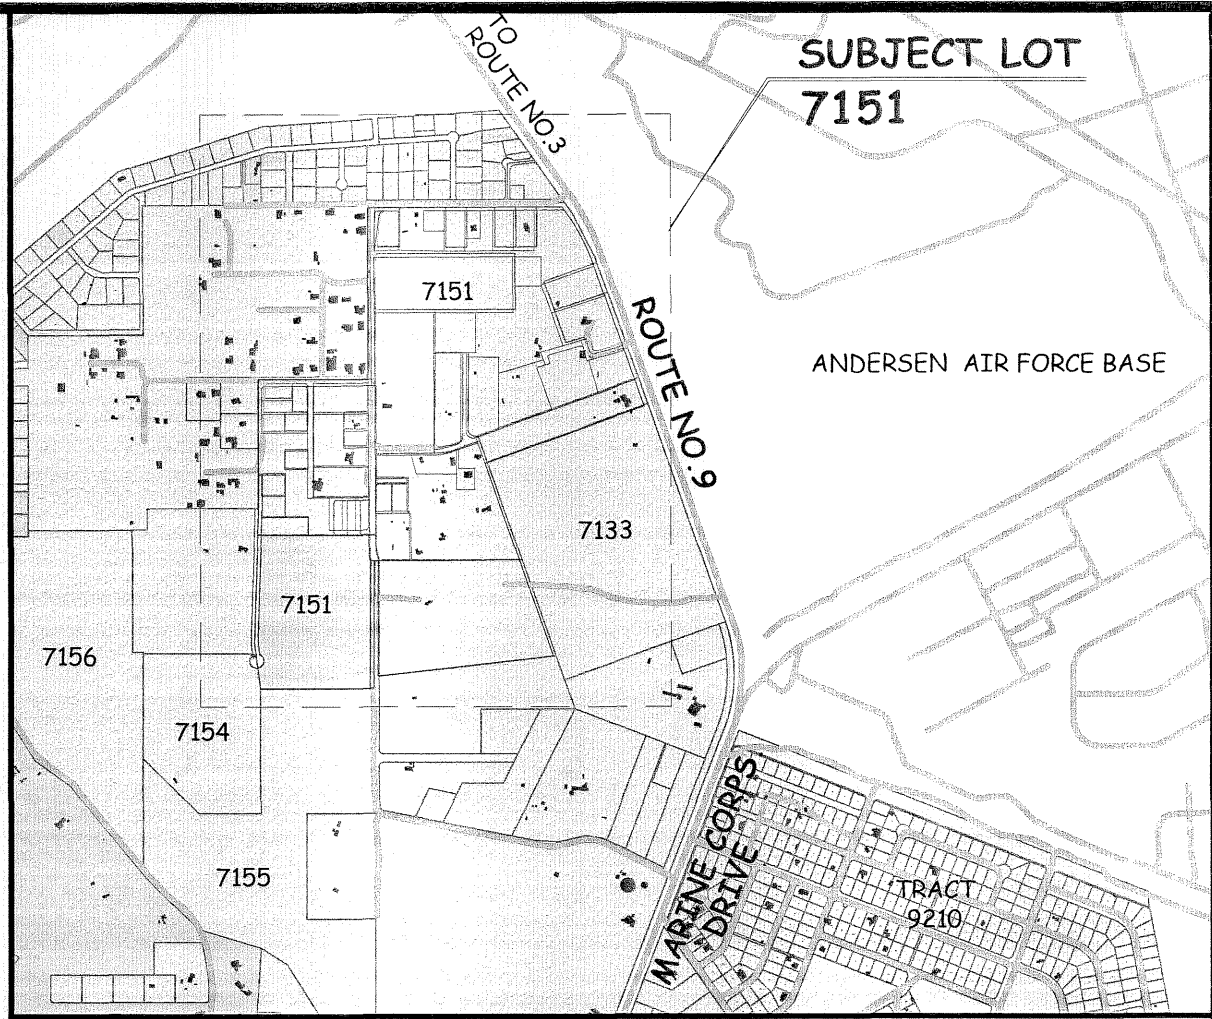 TO
ROUTE NO.3
SUBJECT LOT
7151
7151
ROUTE NO.9
ANDERSEN AIR FORCE BASE
7133
7151
7156
7154
MARINE CORPS
DRIVE
7155
TRACT
9210